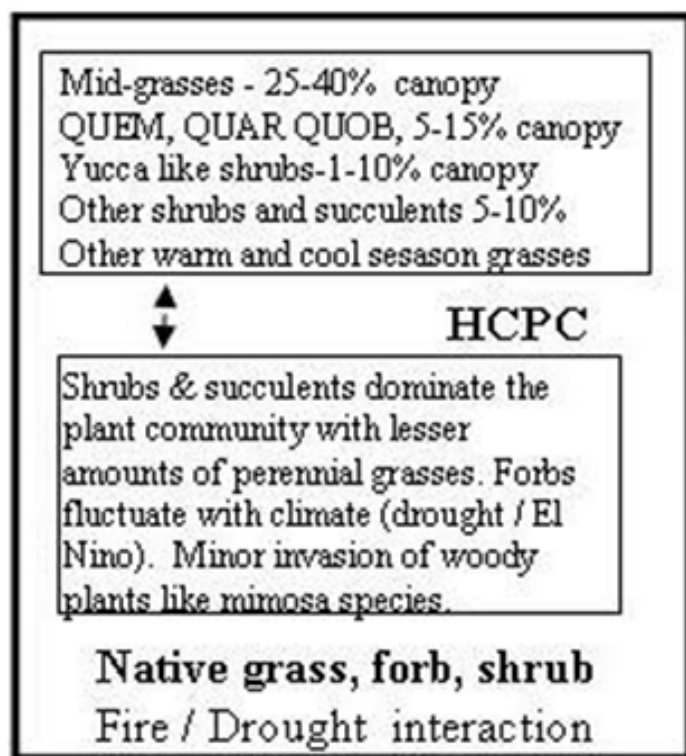 Mid-grasses - 25-40% canopy
QUEM, QUAR QUOB, 5-15% canopy
Yucca like shrubs-1-10% canopy
Other shrubs and succulents 5-10%
Other warm and cool sesason grasses
HCPC
Shrubs & succulents dominate the
plant community with lesser
amounts of perennial grasses. Forbs
fluctuate with climate (drought / El
Nino). Minor invasion of woody
plants like mimosa species.
Native grass, forb, shrub
Fire / Drought interaction